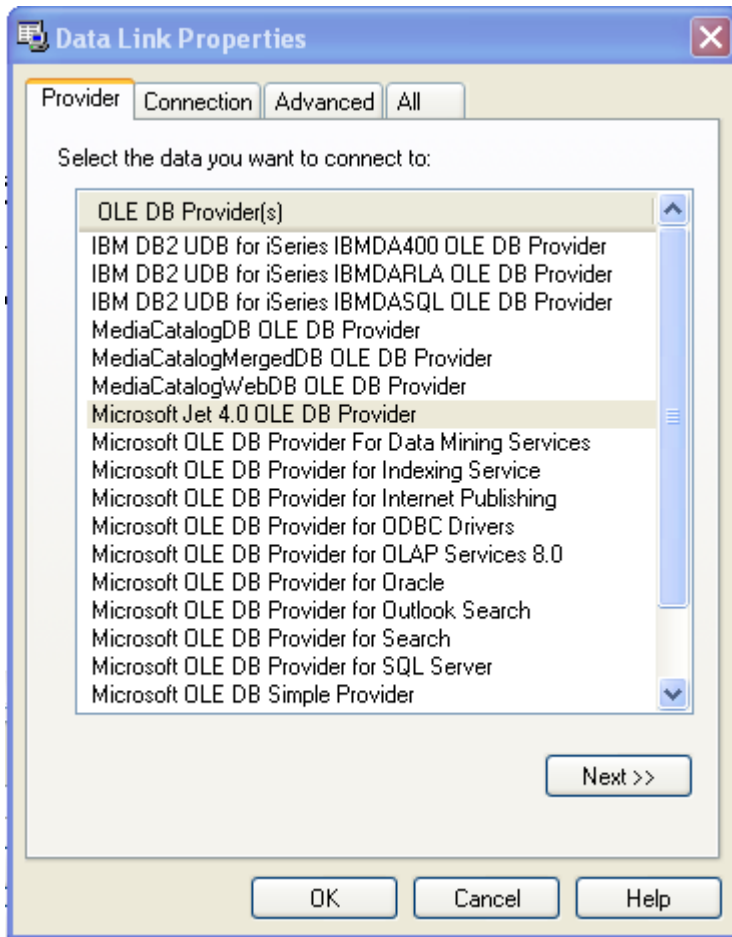 Data Link Properties
Provider Connection Advanced All
Select the data you want to connect to:
OLE DB Provider(s)
IBM DB2 UDB for iSeries IBMDA400 OLE DB Provider
IBM DB2 UDB for iSeries IBMDARLA OLE DB Provider
IBM DB2 UDB for iSeries IBMDASQL OLE DB Provider
MediaCatalogDB OLE DB Provider
MediaCatalogMergedDB OLE DB Provider
MediaCatalogWebDB OLE DB Provider
Microsoft Jet 4.0 OLE DB Provider
Microsoft OLE DB Provider For Data Mining Services
Microsoft OLE DB Provider for Indexing Service
Microsoft OLE DB Provider for Internet Publishing
Microsoft OLE DB Provider for ODBC Drivers
Microsoft OLE DB Provider for OLAP Services 8.0
Microsoft OLE DB Provider for Oracle
Microsoft OLE DB Provider for Outlook Search
Microsoft OLE DB Provider for Search
Microsoft OLE DB Provider for SQL Server
Microsoft OLE DB Simple Provider
Next >>
OK Cancel Help